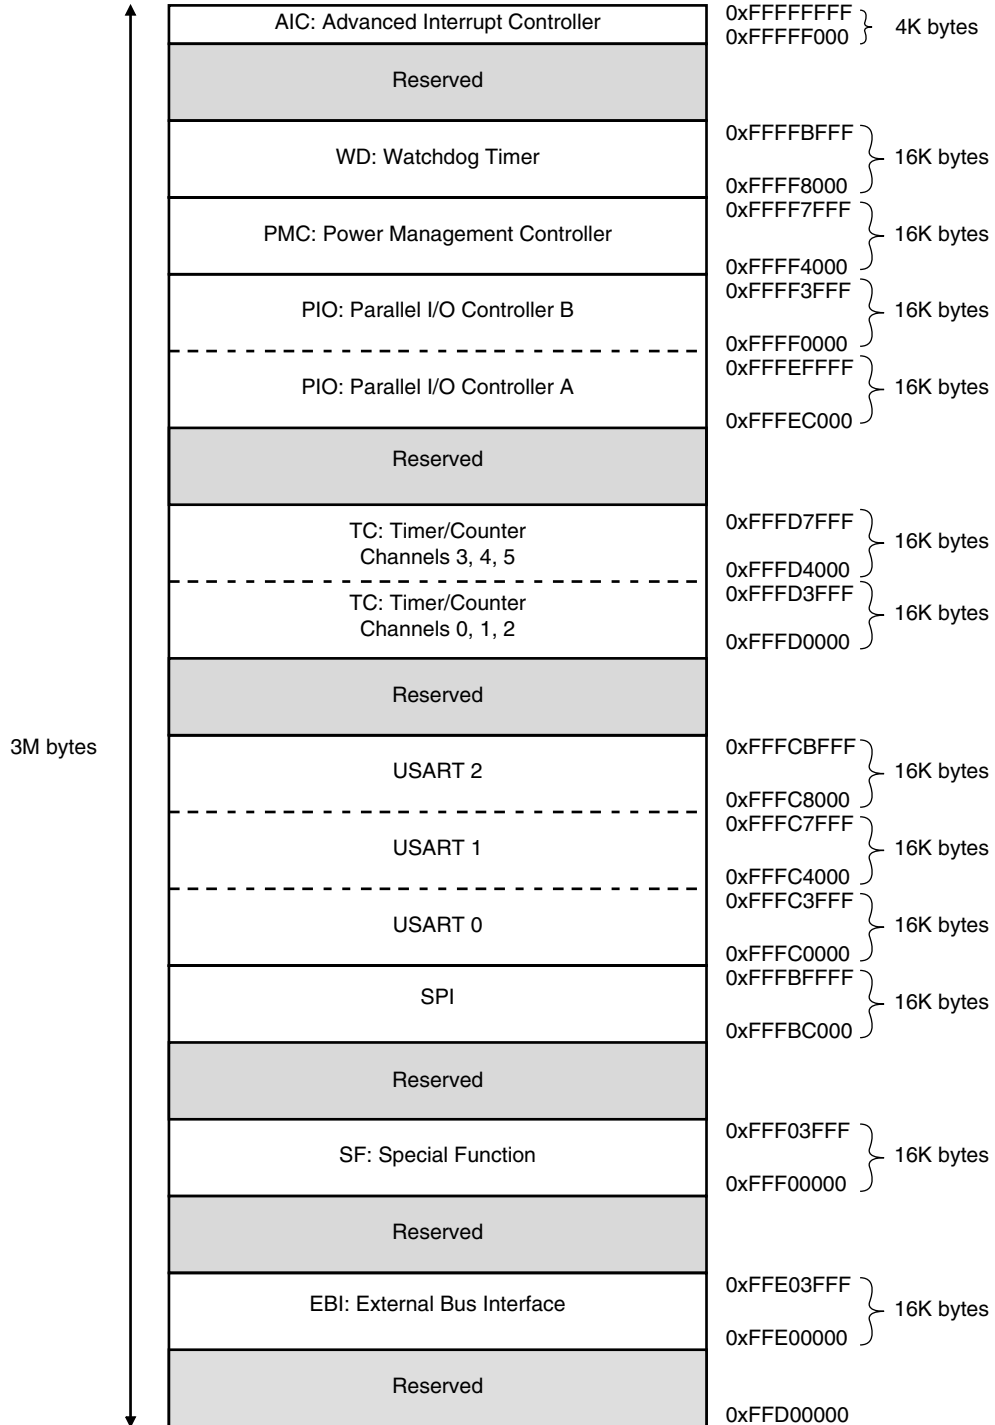 AIC: Advanced Interrupt Controller
0xFFFFFFFF
0xFFFFF000
4K bytes
Reserved
WD: Watchdog Timer
0xFFFFBFFF
0xFFFF8000
16K bytes
PMC: Power Management Controller
0xFFFF7FFF
0xFFFF4000
16K bytes
PIO: Parallel I/O Controller B
0xFFFF3FFF
0xFFFF0000
16K bytes
PIO: Parallel I/O Controller A
0xFFFEFFFF
0xFFFEC000
16K bytes
Reserved
TC: Timer/Counter
Channels 3, 4, 5
0xFFFD7FFF
0xFFFD4000
16K bytes
TC: Timer/Counter
Channels 0, 1, 2
0xFFFD3FFF
0xFFFD0000
16K bytes
Reserved
3M bytes
USART 2
0xFFFCBFFF
0xFFFC8000
16K bytes
USART 1
0xFFFC7FFF
0xFFFC4000
16K bytes
USART 0
0xFFFC3FFF
0xFFFC0000
16K bytes
SPI
0xFFFBFFFF
0xFFFBC000
16K bytes
Reserved
SF: Special Function
0xFFF03FFF
0xFFF00000
16K bytes
Reserved
EBI: External Bus Interface
0xFFE03FFF
0xFFE00000
16K bytes
Reserved
0xFFD00000